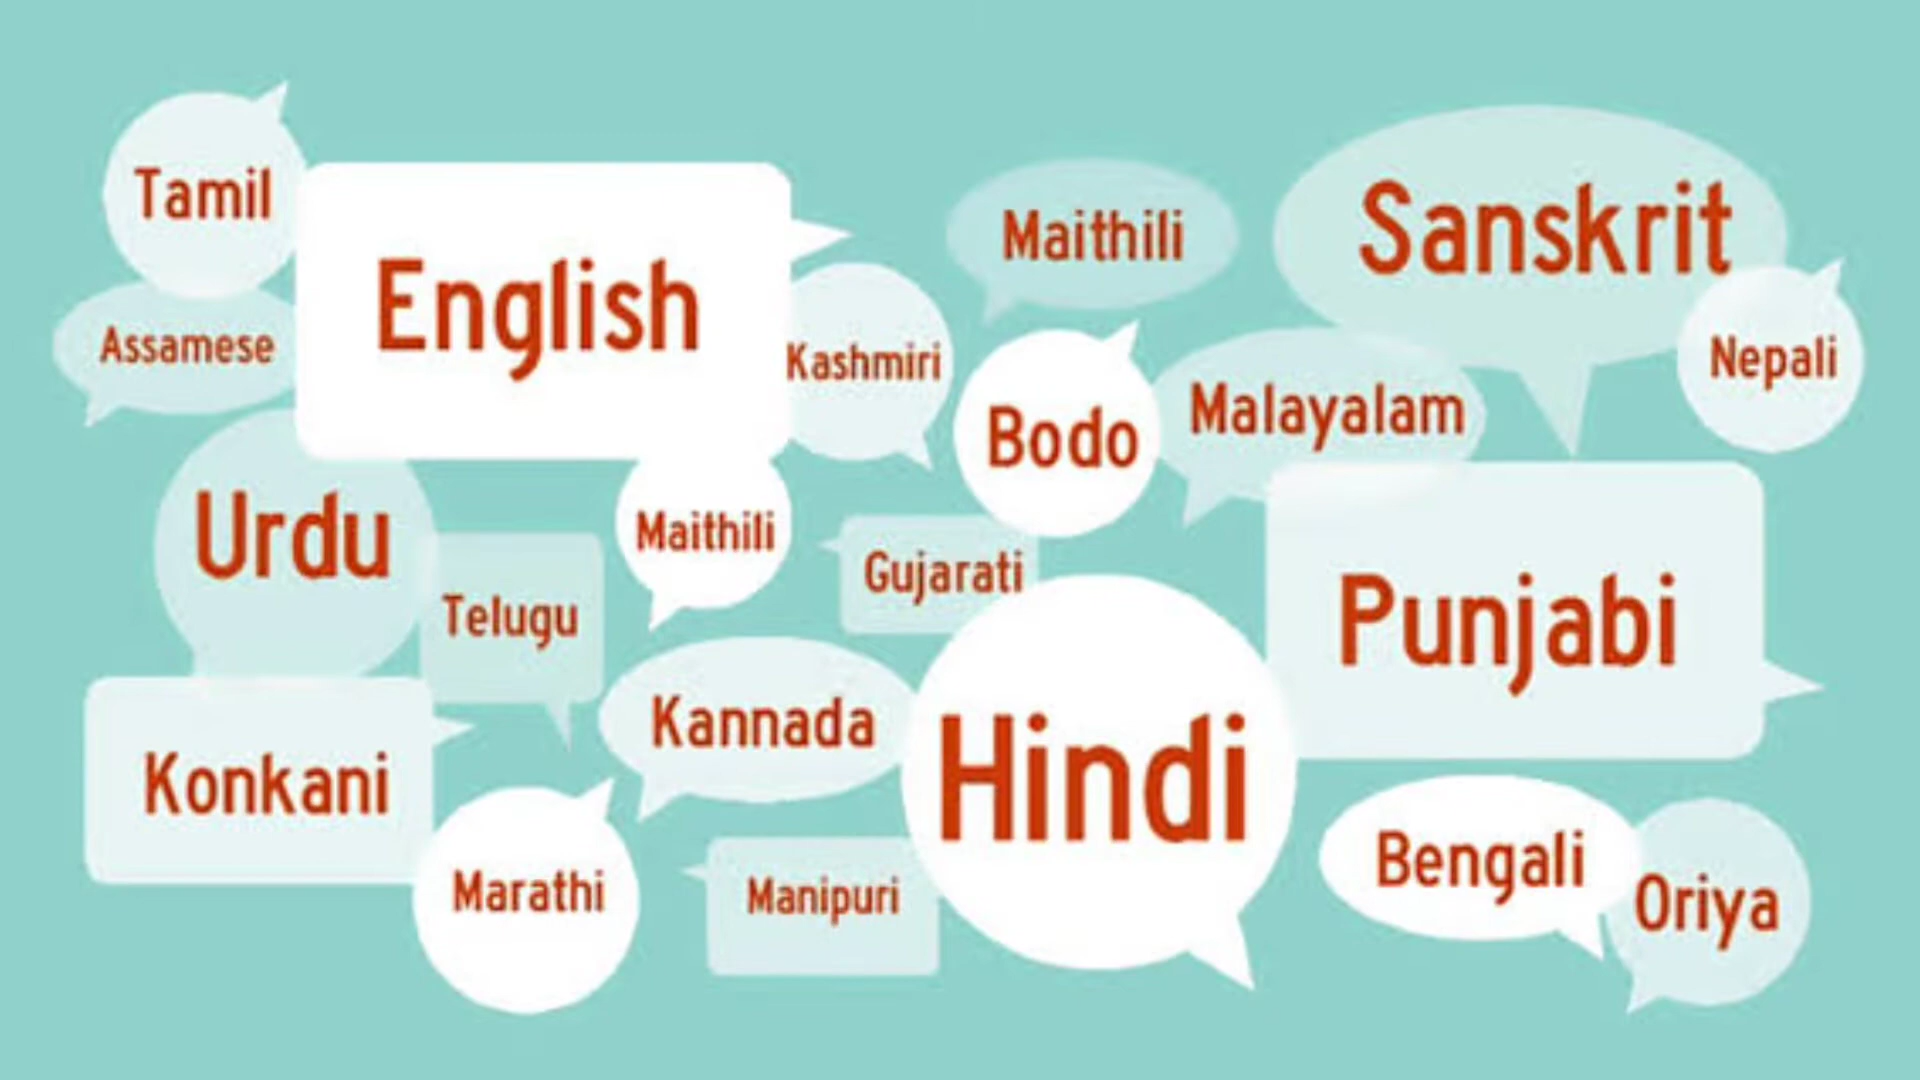 Tamil
English
Maithili
Sanskrit
Assamese
Kashmiri
Nepali
Bodo
Malayalam
Urdu
Maithili
Gujarati
Telugu
Punjabi
Kannada
Hindi
Konkani
Marathi
Manipuri
Bengali
Oriya